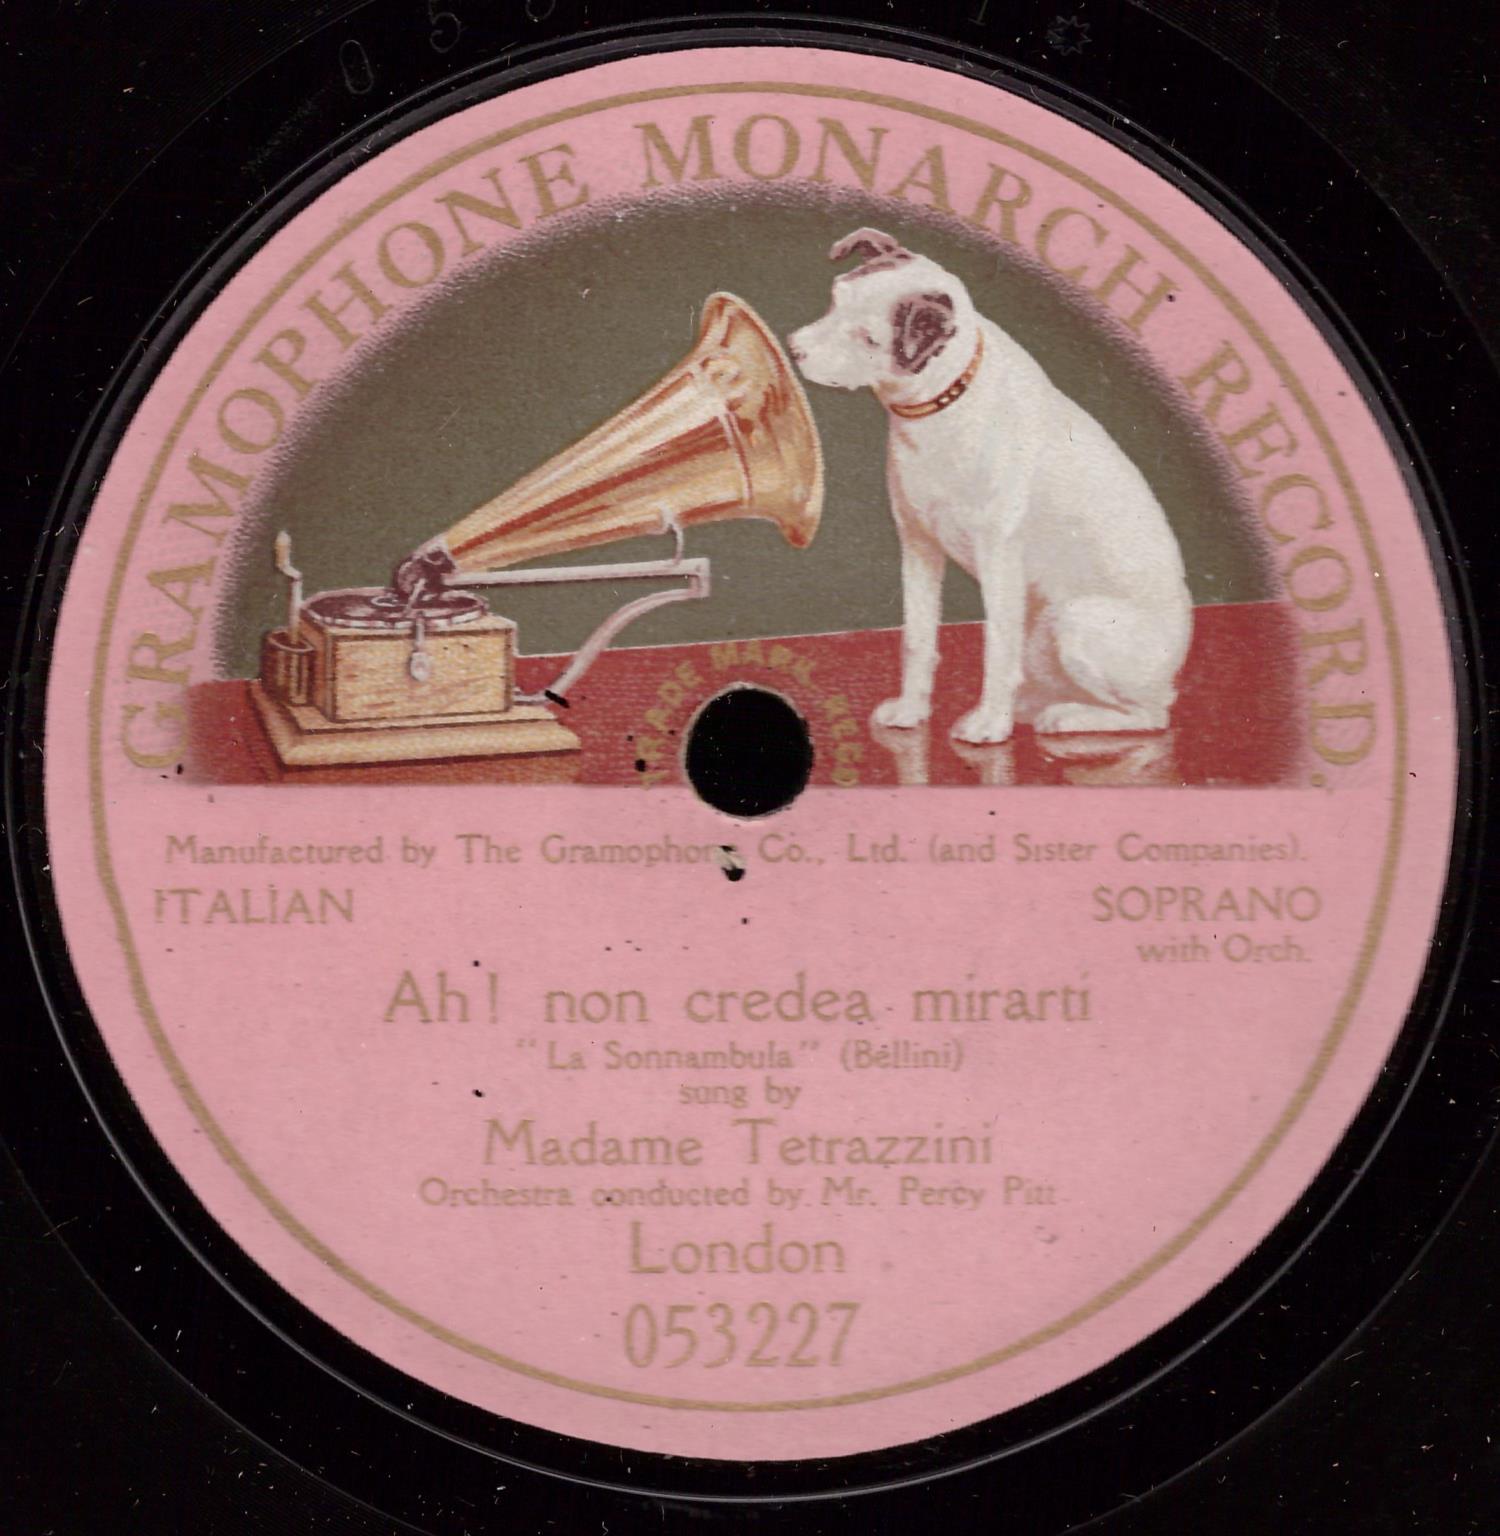 GRAMOPHONE MONARCH RECORD.
TRADE MARK REGD
Manufactured by The Gramophone Co., Ltd. (and Sister Companies).
ITALIAN
SOPRANO
with Orch.
Ah! non credea mirarti
"La Sonnambula" (Bellini)
sung by
Madame Tetrazzini
Orchestra conducted by Mr. Percy Pitt
London
053227